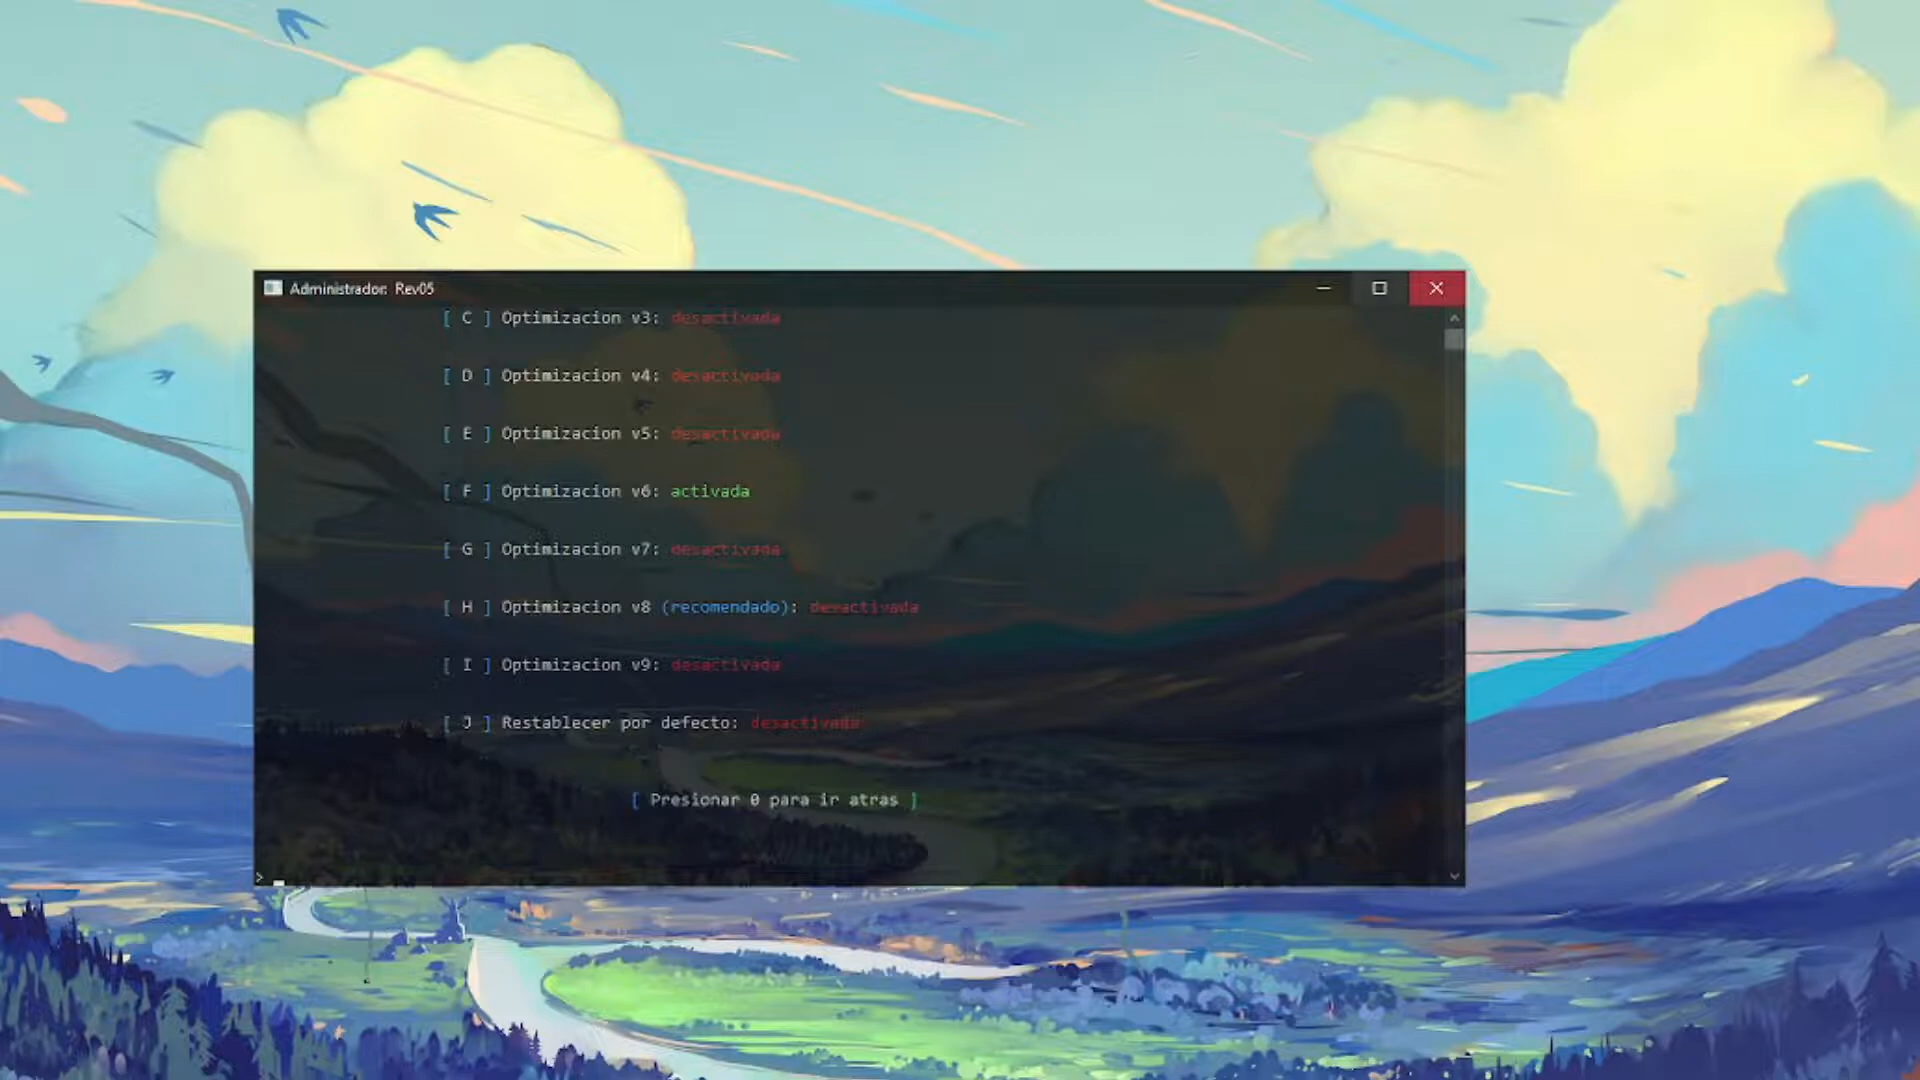 Administrador: Rev05
[ C ] Optimizacion v3: desactivada
[ D ] Optimizacion v4: desactivada
[ E ] Optimizacion v5: desactivada
[ F ] Optimizacion v6: activada
[ G ] Optimizacion v7: desactivada
[ H ] Optimizacion v8 (recomendado): desactivada
[ I ] Optimizacion v9: desactivada
[ J ] Restablecer por defecto: desactivada
[ Presionar 0 para ir atras ]
>